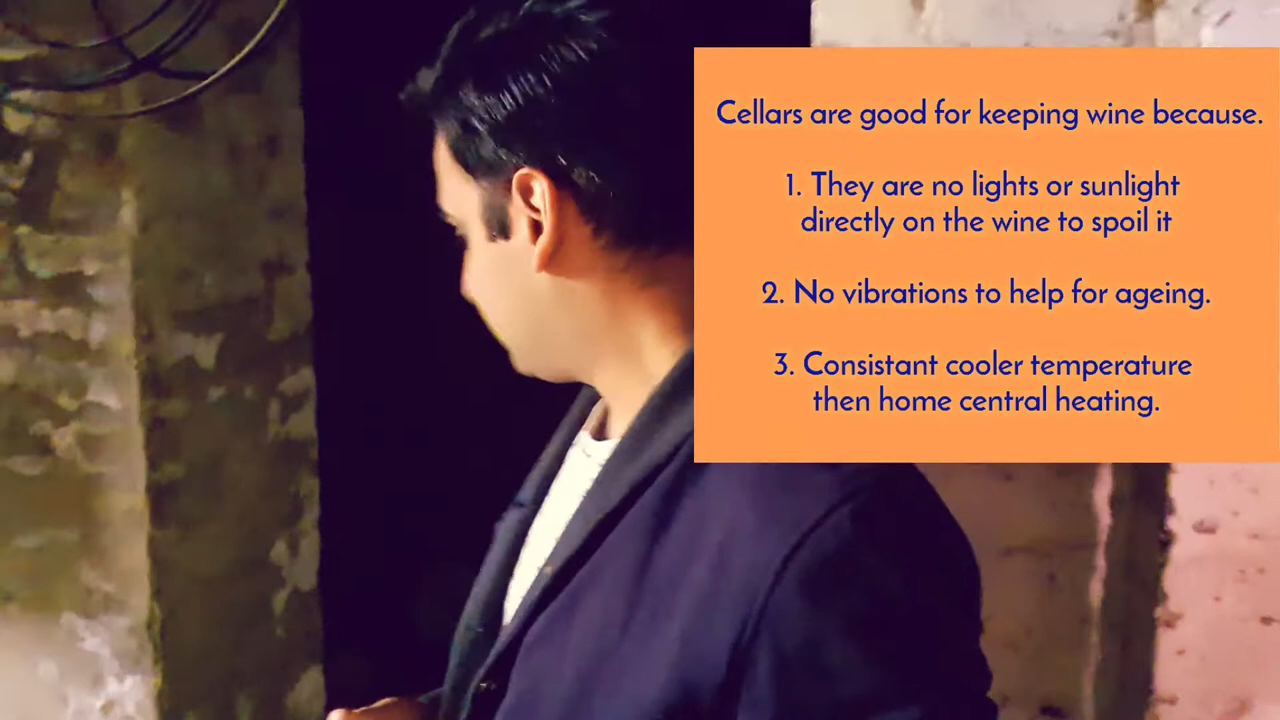 Cellars are good for keeping wine because.
1. They are no lights or sunlight
directly on the wine to spoil it
2. No vibrations to help for ageing.
3. Consistant cooler temperature
then home central heating.